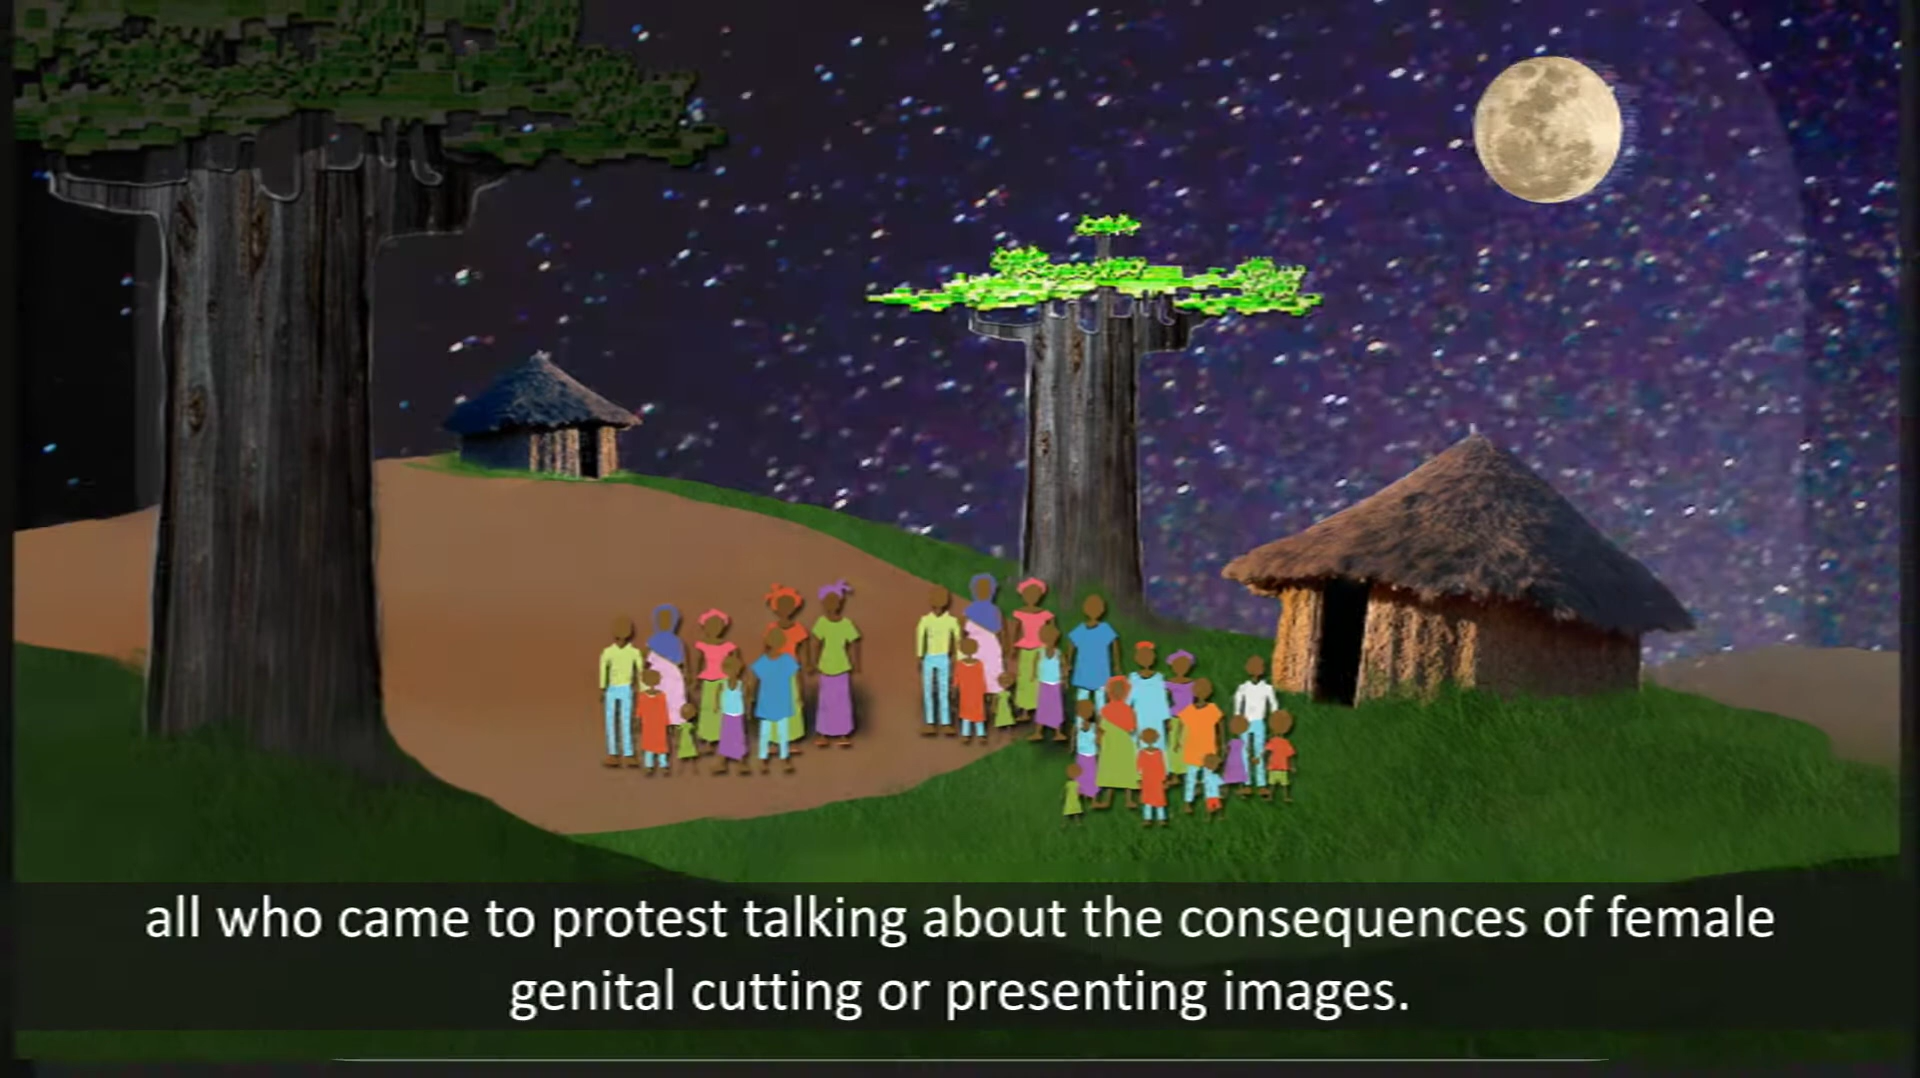 all who came to protest talking about the consequences of female
genital cutting or presenting images.